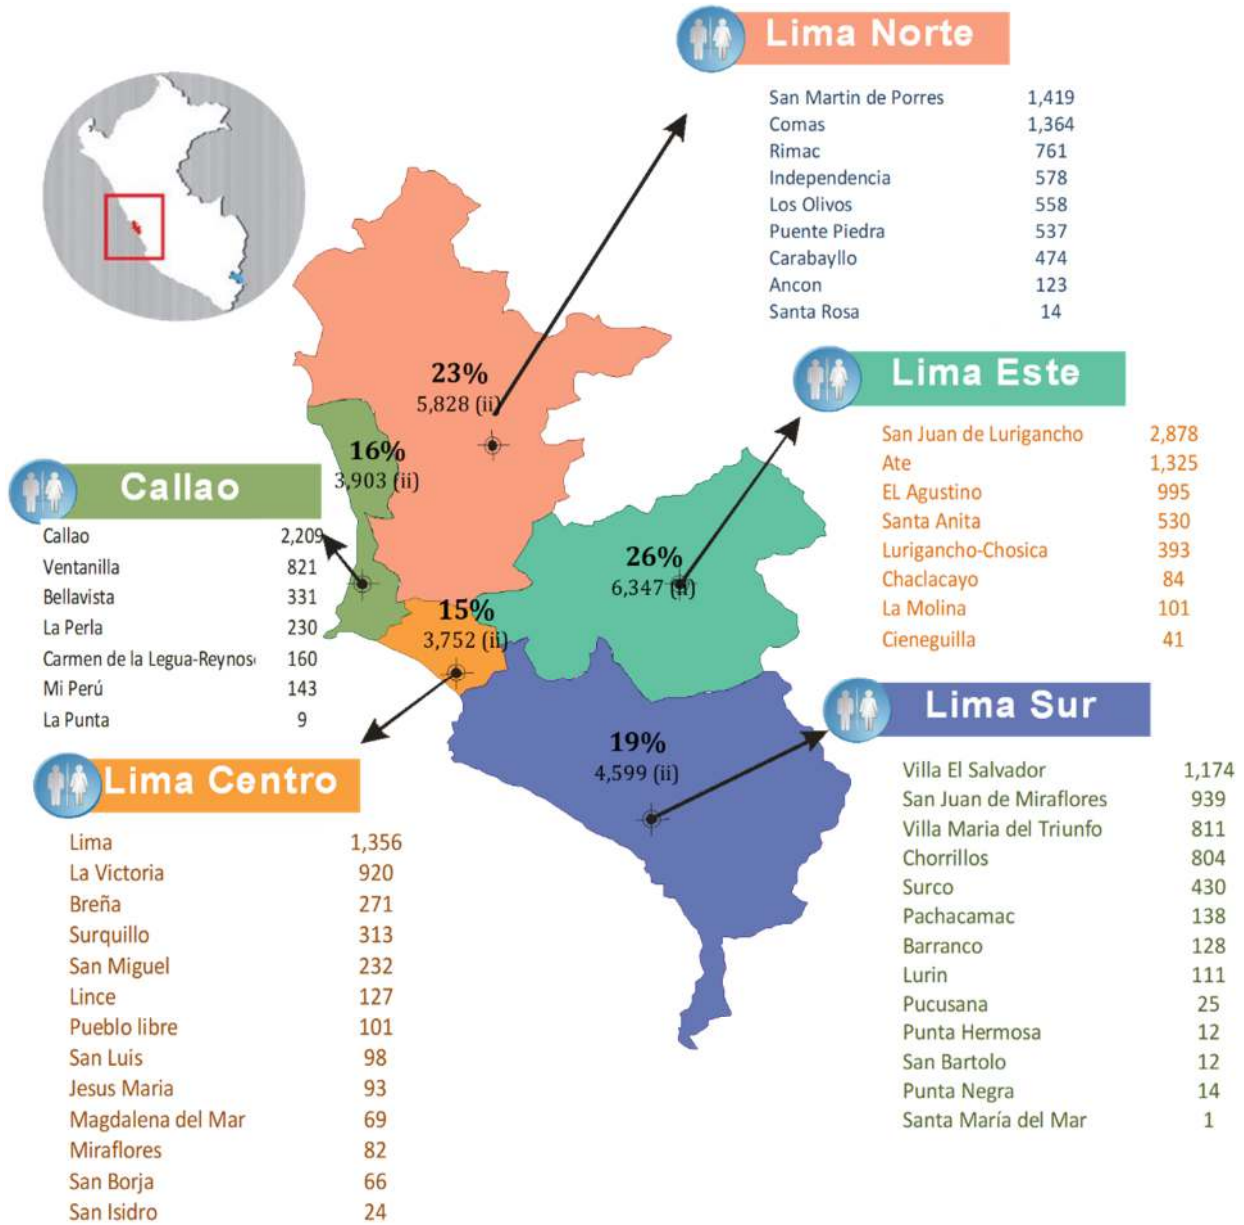 Lima Norte
San Martin de Porres 1,419
Comas 1,364
Rimac 761
Independencia 578
Los Olivos 558
Puente Piedra 537
Carabayllo 474
Ancon 123
Santa Rosa 14
23%
5,828 (ii)
Lima Este
San Juan de Lurigancho 2,878
Ate 1,325
EL Agustino 995
Santa Anita 530
Lurigancho-Chosica 393
Chaclacayo 84
La Molina 101
Cieneguilla 41
16%
3,903 (ii)
Callao
Callao 2,209
Ventanilla 821
Bellavista 331
La Perla 230
Carmen de la Legua-Reynos 160
Mi Perú 143
La Punta 9
26%
6,347 (ii)
15%
3,752 (ii)
Lima Sur
Villa El Salvador 1,174
San Juan de Miraflores 939
Villa Maria del Triunfo 811
Chorrillos 804
Surco 430
Pachacamac 138
Barranco 128
Lurin 111
Pucusana 25
Punta Hermosa 12
San Bartolo 12
Punta Negra 14
Santa María del Mar 1
19%
4,599 (ii)
Lima Centro
Lima 1,356
La Victoria 920
Breña 271
Surquillo 313
San Miguel 232
Lince 127
Pueblo libre 101
San Luis 98
Jesus Maria 93
Magdalena del Mar 69
Miraflores 82
San Borja 66
San Isidro 24